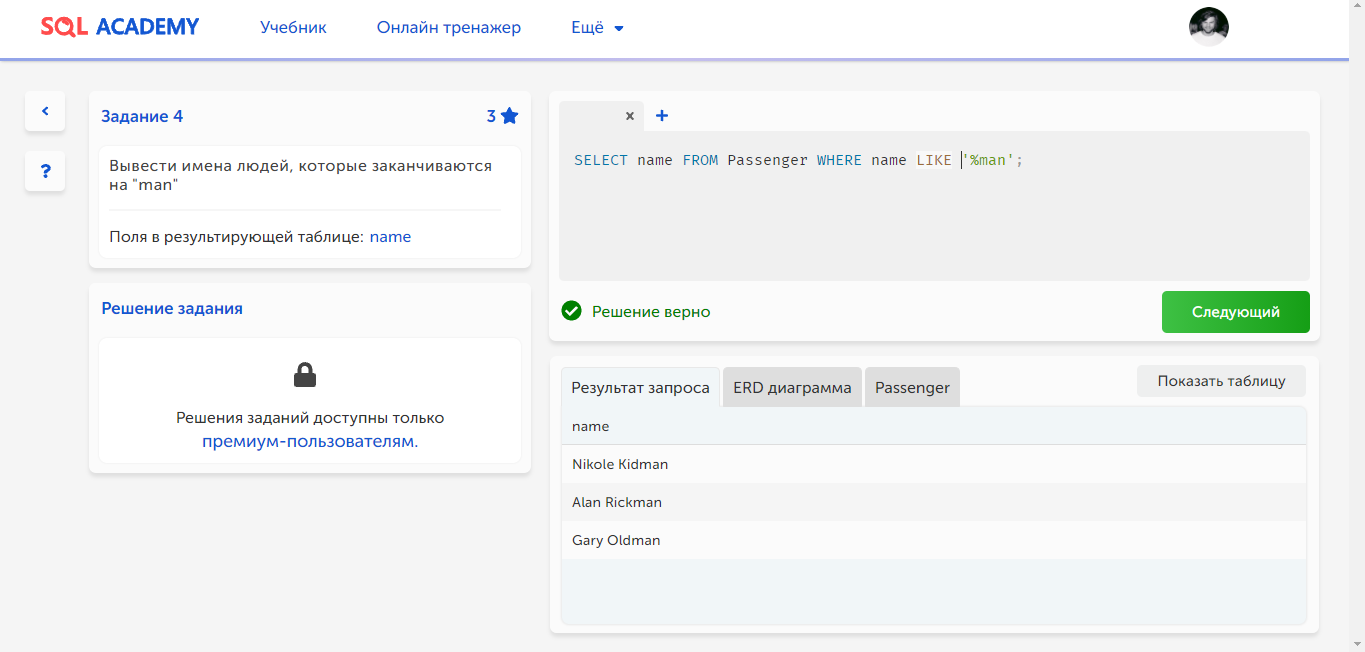 SQL ACADEMY
Учебник
Онлайн тренажер
Ещё
Задание 4
3
Вывести имена людей, которые заканчиваются
на "man"
Поля в результирующей таблице: name
?
Решение задания
Решения заданий доступны только
премиум-пользователям.
x
+
SELECT name FROM Passenger WHERE name LIKE '%man';
Решение верно
Следующий
Результат запроса
ERD диаграмма
Passenger
Показать таблицу
name
Nikole Kidman
Alan Rickman
Gary Oldman